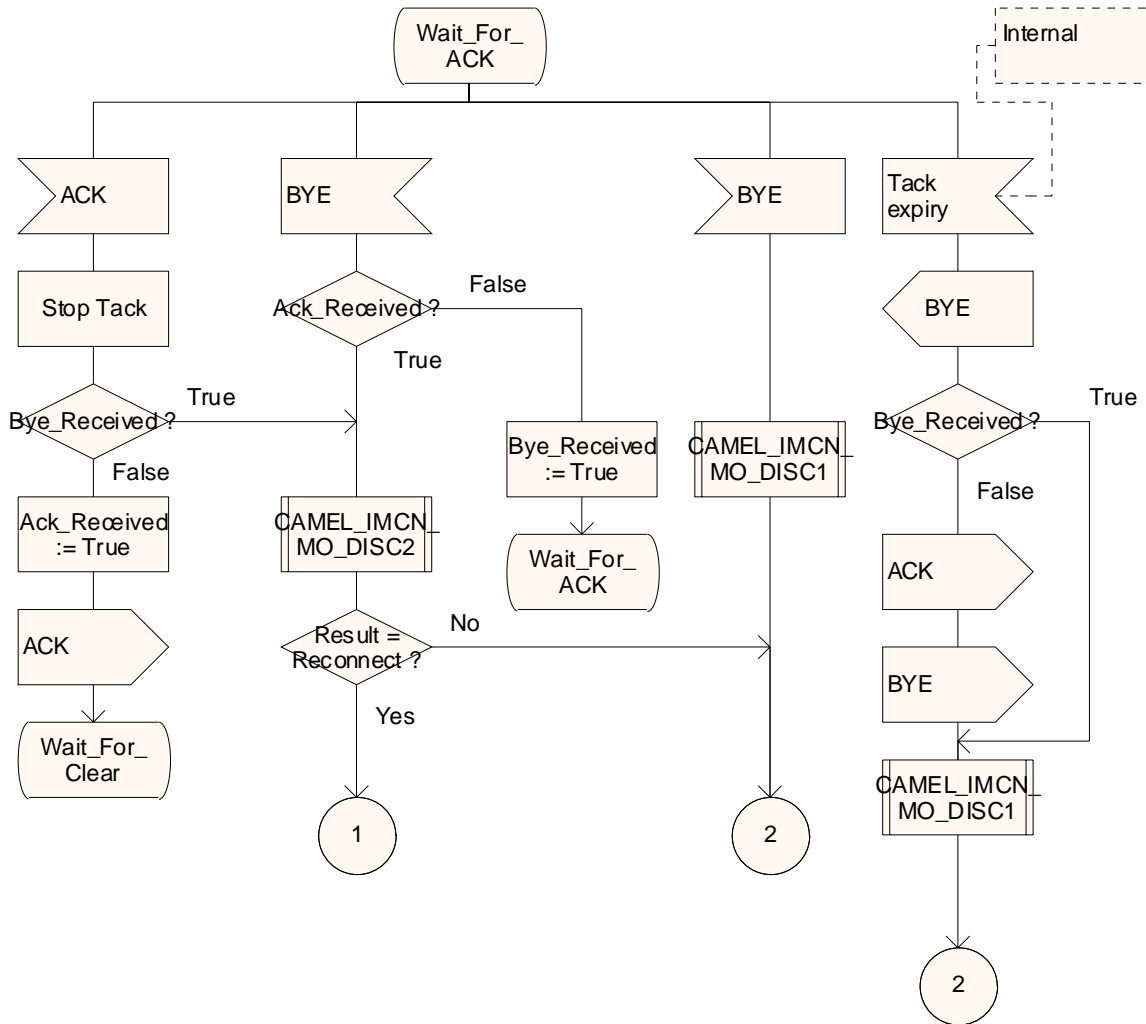 Wait_For_
ACK
Internal
ACK
BYE
BYE
Tack
expiry
Stop Tack
Ack_Received ?
False
True
BYE
Bye_Received ?
True
False
Bye_Received
:= True
CAMEL_IMCN_
MO_DISC1
Bye_Received ?
True
False
Ack_Received
:= True
CAMEL_IMCN_
MO_DISC2
Wait_For_
ACK
ACK
ACK
Result =
Reconnect ?
No
Yes
BYE
Wait_For_
Clear
CAMEL_IMCN_
MO_DISC1
1
2
2